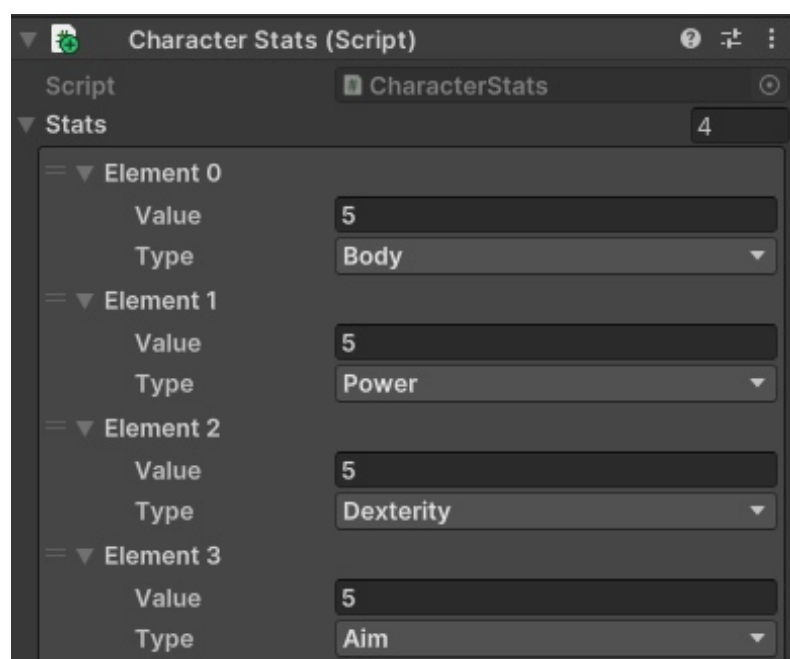 Character Stats (Script)
Script CharacterStats
Stats 4
Element 0
Value 5
Type Body
Element 1
Value 5
Type Power
Element 2
Value 5
Type Dexterity
Element 3
Value 5
Type Aim